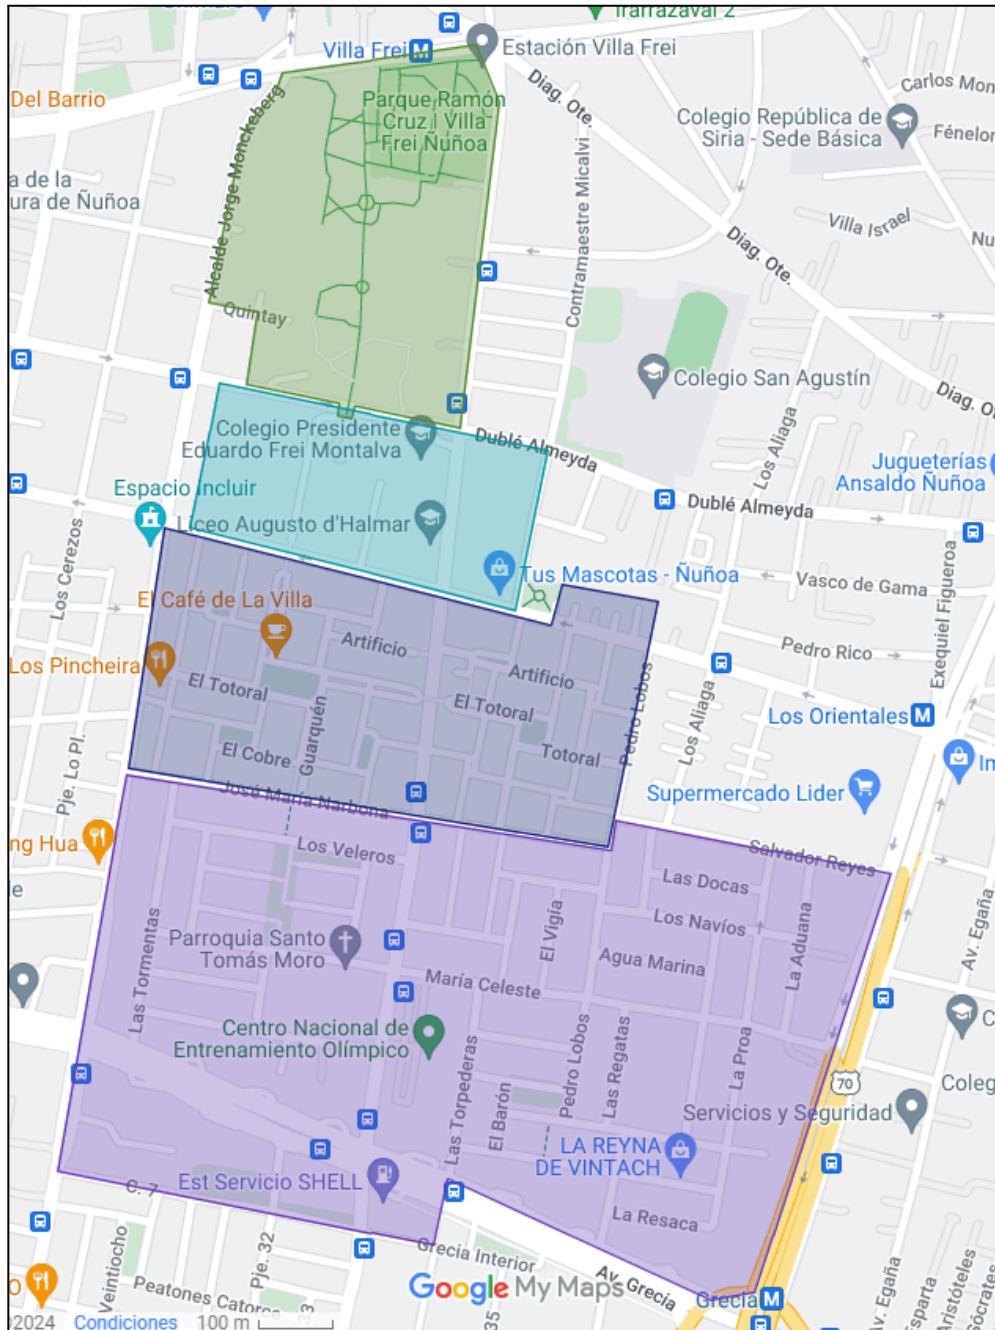 Irarrázaval 2
Villa Frei
Estación Villa Frei
Carlos Mon
Del Barrio
Diag. Ote.
Parque Ramón
Cruz | Villa
Frei Ñuñoa
Colegio República de
Siria - Sede Básica
Fénelon
Alcalde Jorge Monckeberg
Contramaestre Micalvi
a de la
ura de Ñuñoa
Villa Israel
Nu
Diag. Ote.
Quintay
Colegio San Agustín
Diag. O
Los Aliaga
Colegio Presidente
Eduardo Frei Montalva
Dublé Almeyda
Jugueterías
Ansaldo Ñuñoa
Espacio Incluir
Dublé Almeyda
Liceo Augusto d'Halmar
Los Cerezos
Tus Mascotas - Ñuñoa
Vasco de Gama
Exequiel Figueroa
El Café de La Villa
Artificio
Pedro Rico
Los Pincheira
Artificio
Pedro Lobos
El Totoral
El Totoral
Los Aliaga
Los Orientales
Guarquén
El Cobre
Totoral
Im
Pje. Lo Pl.
José María Narbona
Supermercado Lider
ng Hua
Los Veleros
Salvador Reyes
e
Las Docas
Los Navíos
El Vigía
La Aduana
Av. Egaña
Las Tormentas
Parroquia Santo
Tomás Moro
Agua Marina
María Celeste
C
Centro Nacional de
Entrenamiento Olímpico
Las Torpederas
Pedro Lobos
Las Regatas
La Proa
70
Coleg
El Barón
Servicios y Seguridad
LA REYNA
DE VINTACH
Est Servicio SHELL
C. 7
La Resaca
Veintiocho
Pje. 32
Grecia Interior
Av. Grecia
Peatones Catorce
33
35
Google My Maps
Grecia
Av. Egaña
Esparta
Aristóteles
Sócrates
O
2024
Condiciones
100 m